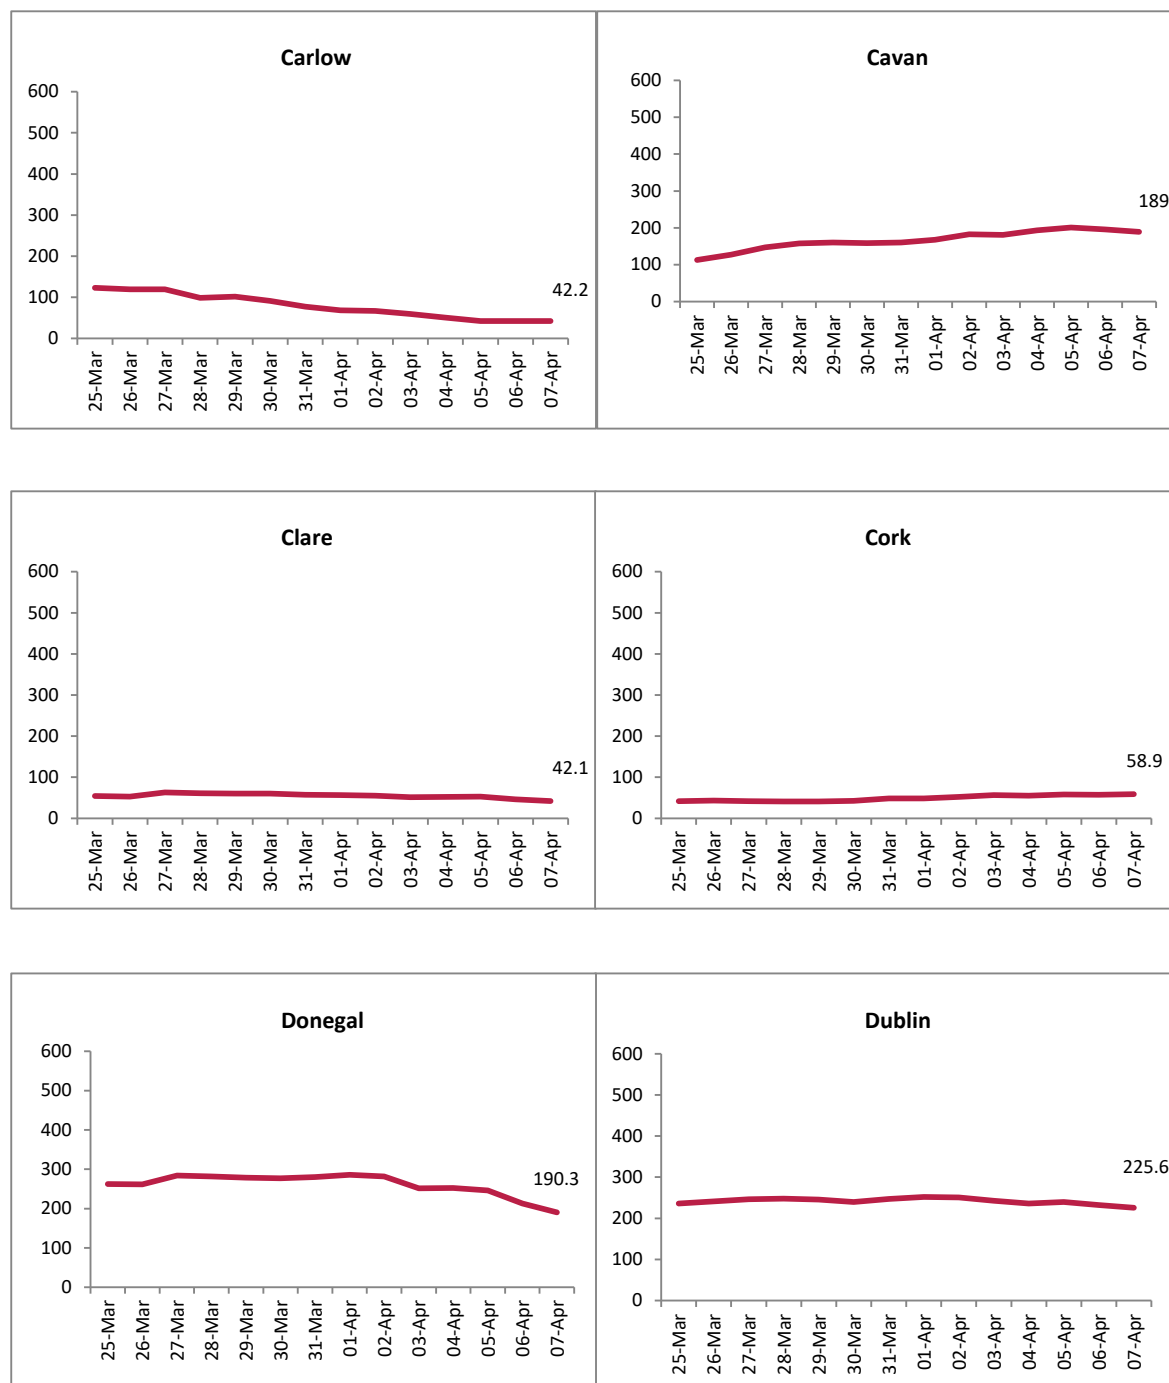 Carlow
600
500
400
300
200
100
0
42.2
25-Mar
26-Mar
27-Mar
28-Mar
29-Mar
30-Mar
31-Mar
01-Apr
02-Apr
03-Apr
04-Apr
05-Apr
06-Apr
07-Apr
Cavan
600
500
400
300
200
100
0
189
25-Mar
26-Mar
27-Mar
28-Mar
29-Mar
30-Mar
31-Mar
01-Apr
02-Apr
03-Apr
04-Apr
05-Apr
06-Apr
07-Apr
Clare
600
500
400
300
200
100
0
42.1
25-Mar
26-Mar
27-Mar
28-Mar
29-Mar
30-Mar
31-Mar
01-Apr
02-Apr
03-Apr
04-Apr
05-Apr
06-Apr
07-Apr
Cork
600
500
400
300
200
100
0
58.9
25-Mar
26-Mar
27-Mar
28-Mar
29-Mar
30-Mar
31-Mar
01-Apr
02-Apr
03-Apr
04-Apr
05-Apr
06-Apr
07-Apr
Donegal
600
500
400
300
200
100
0
190.3
25-Mar
26-Mar
27-Mar
28-Mar
29-Mar
30-Mar
31-Mar
01-Apr
02-Apr
03-Apr
04-Apr
05-Apr
06-Apr
07-Apr
Dublin
600
500
400
300
200
100
0
225.6
25-Mar
26-Mar
27-Mar
28-Mar
29-Mar
30-Mar
31-Mar
01-Apr
02-Apr
03-Apr
04-Apr
05-Apr
06-Apr
07-Apr